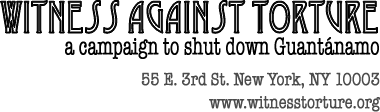 WITNESS AGAINST TORTURE
a campaign to shut down Guantánamo
55 E. 3rd St. New York, NY 10003
www.witnesstorture.org